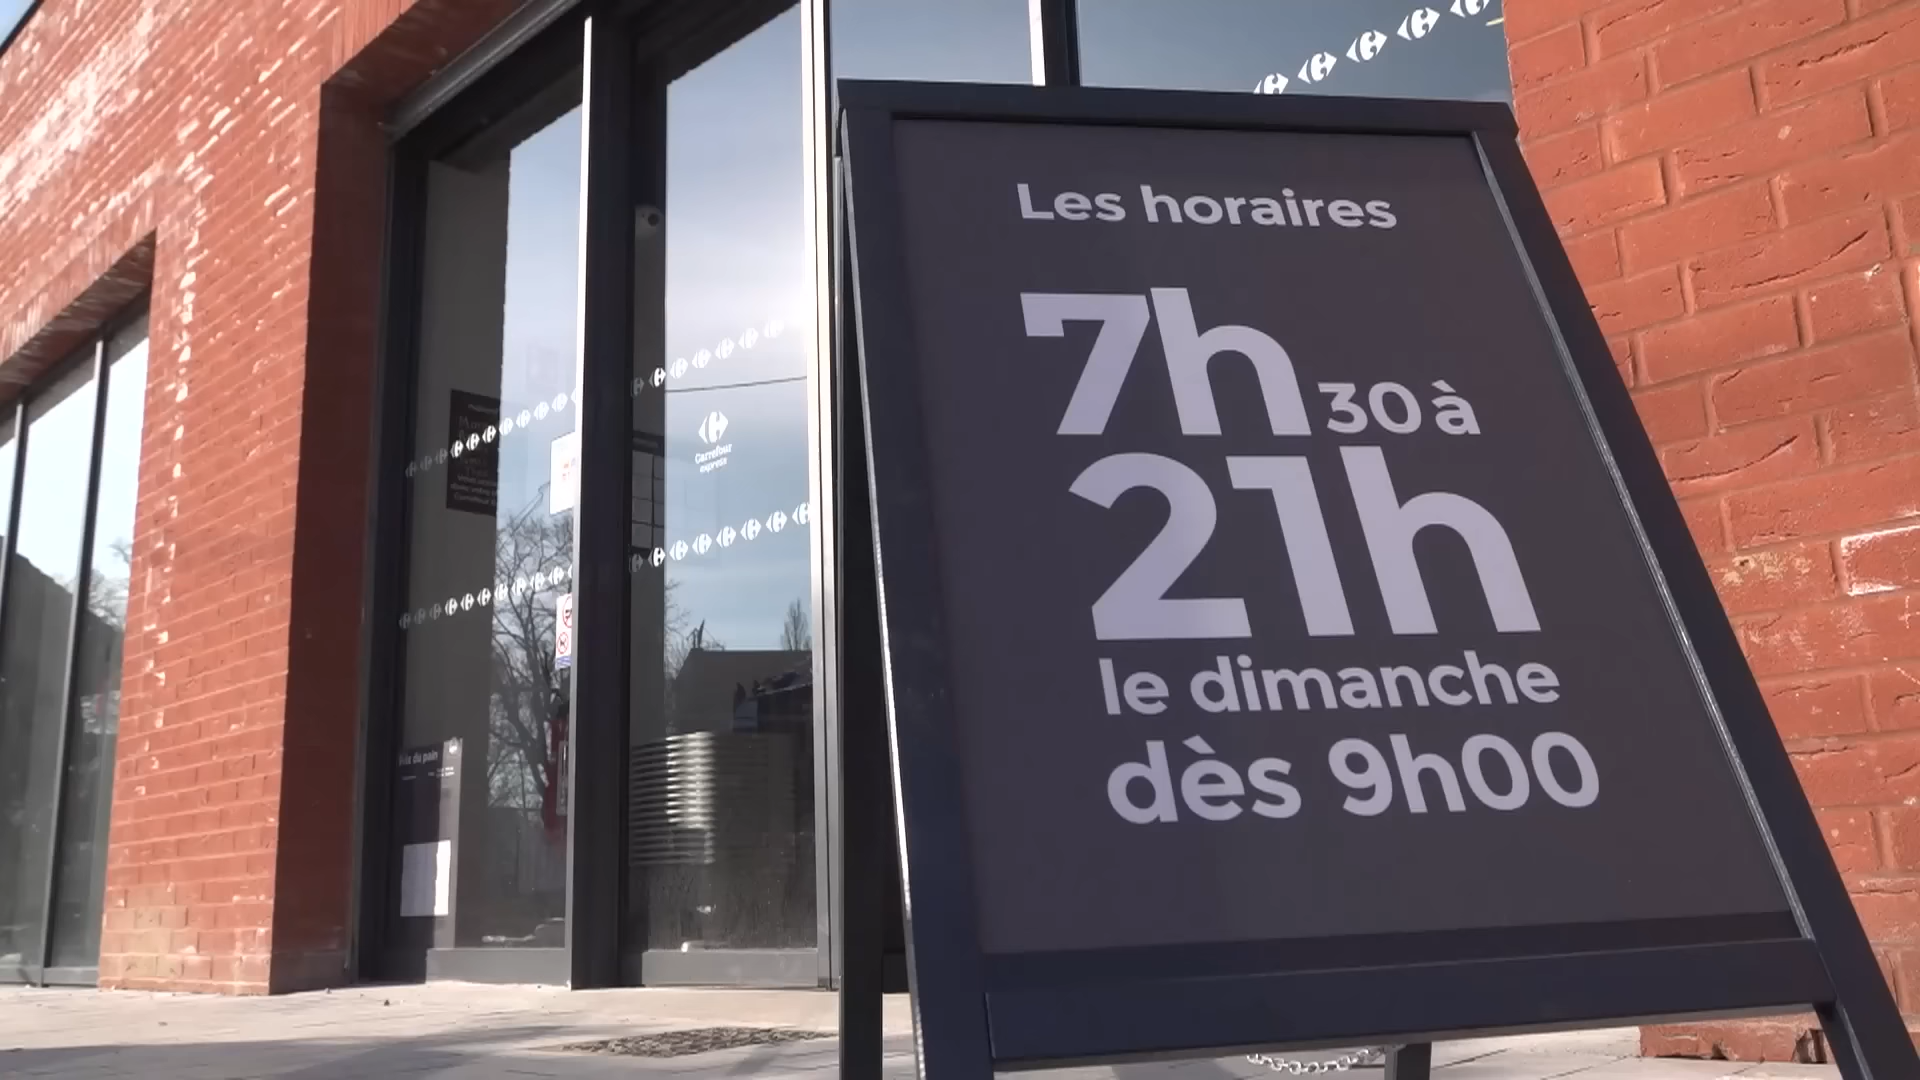 Les horaires
7h30 à
21h
le dimanche
dès 9h00
Carrefour
express